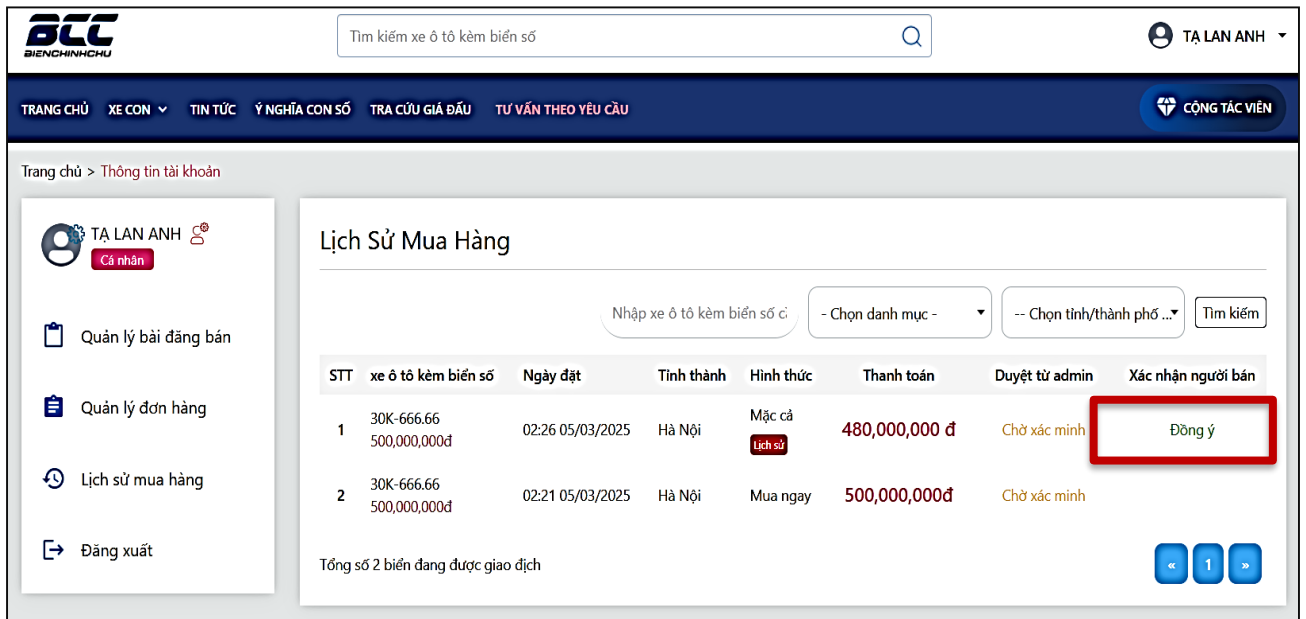 BCC
BIENCHINHCHU
Tìm kiếm xe ô tô kèm biển số
TẠ LAN ANH
TRANG CHỦ XE CON TIN TỨC Ý NGHĨA CON SỐ TRA CỨU GIÁ ĐẤU TƯ VẤN THEO YÊU CẦU
CỘNG TÁC VIÊN
Trang chủ > Thông tin tài khoản
TẠ LAN ANH
Cá nhân
Quản lý bài đăng bán
Quản lý đơn hàng
Lịch sử mua hàng
Đăng xuất
Lịch Sử Mua Hàng
Nhập xe ô tô kèm biển số c - Chọn danh mục - -- Chọn tỉnh/thành phố ... Tìm kiếm
STT xe ô tô kèm biển số Ngày đặt Tỉnh thành Hình thức Thanh toán Duyệt từ admin Xác nhận người bán
1 30K-666.66 500,000,000đ 02:26 05/03/2025 Hà Nội Mặc cả Lịch sử 480,000,000 đ Chờ xác minh Đồng ý
2 30K-666.66 500,000,000đ 02:21 05/03/2025 Hà Nội Mua ngay 500,000,000đ Chờ xác minh
Tổng số 2 biển đang được giao dịch
« 1 »